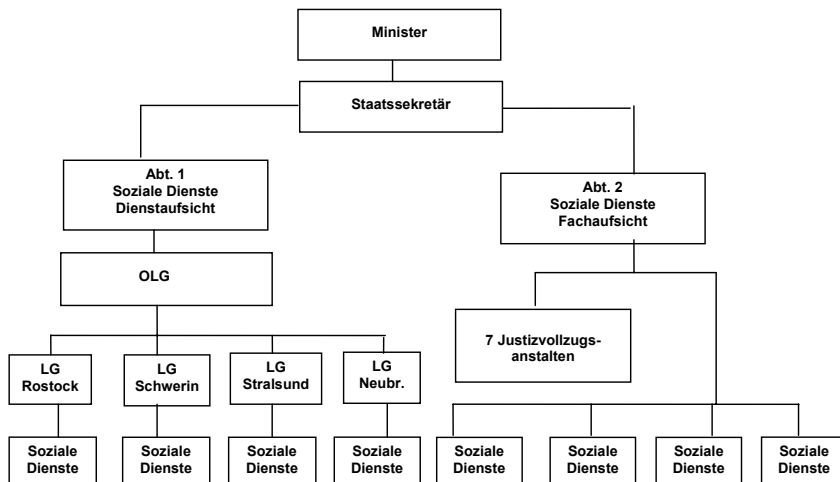 Minister
Staatssekretär
Abt. 1
Soziale Dienste
Dienstaufsicht
Abt. 2
Soziale Dienste
Fachaufsicht
OLG
7 Justizvollzugs-
anstalten
LG
Rostock
LG
Schwerin
LG
Stralsund
LG
Neubr.
Soziale
Dienste
Soziale
Dienste
Soziale
Dienste
Soziale
Dienste
Soziale
Dienste
Soziale
Dienste
Soziale
Dienste
Soziale
Dienste